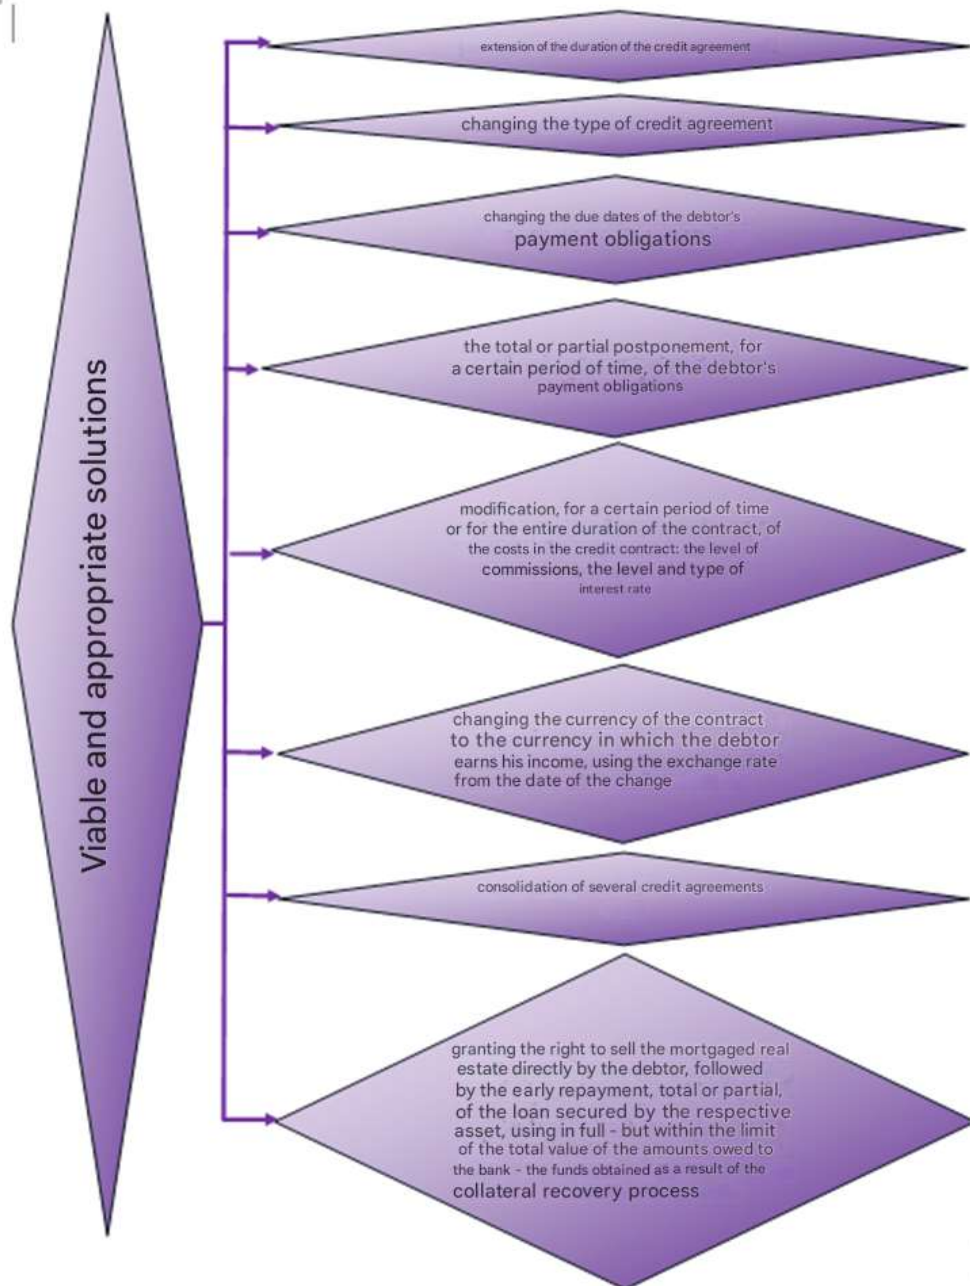 Viable and appropriate solutions
extension of the duration of the credit agreement
changing the type of credit agreement
changing the due dates of the debtor's
payment obligations
the total or partial postponement, for
a certain period of time, of the debtor's
payment obligations
modification, for a certain period of time
or for the entire duration of the contract, of
the costs in the credit contract: the level of
commissions, the level and type of
interest rate
changing the currency of the contract
to the currency in which the debtor
earns his income, using the exchange rate
from the date of the change
consolidation of several credit agreements
granting the right to sell the mortgaged real
estate directly by the debtor, followed
by the early repayment, total or partial,
of the loan secured by the respective
asset, using in full - but within the limit
of the total value of the amounts owed to
the bank - the funds obtained as a result of the
collateral recovery process